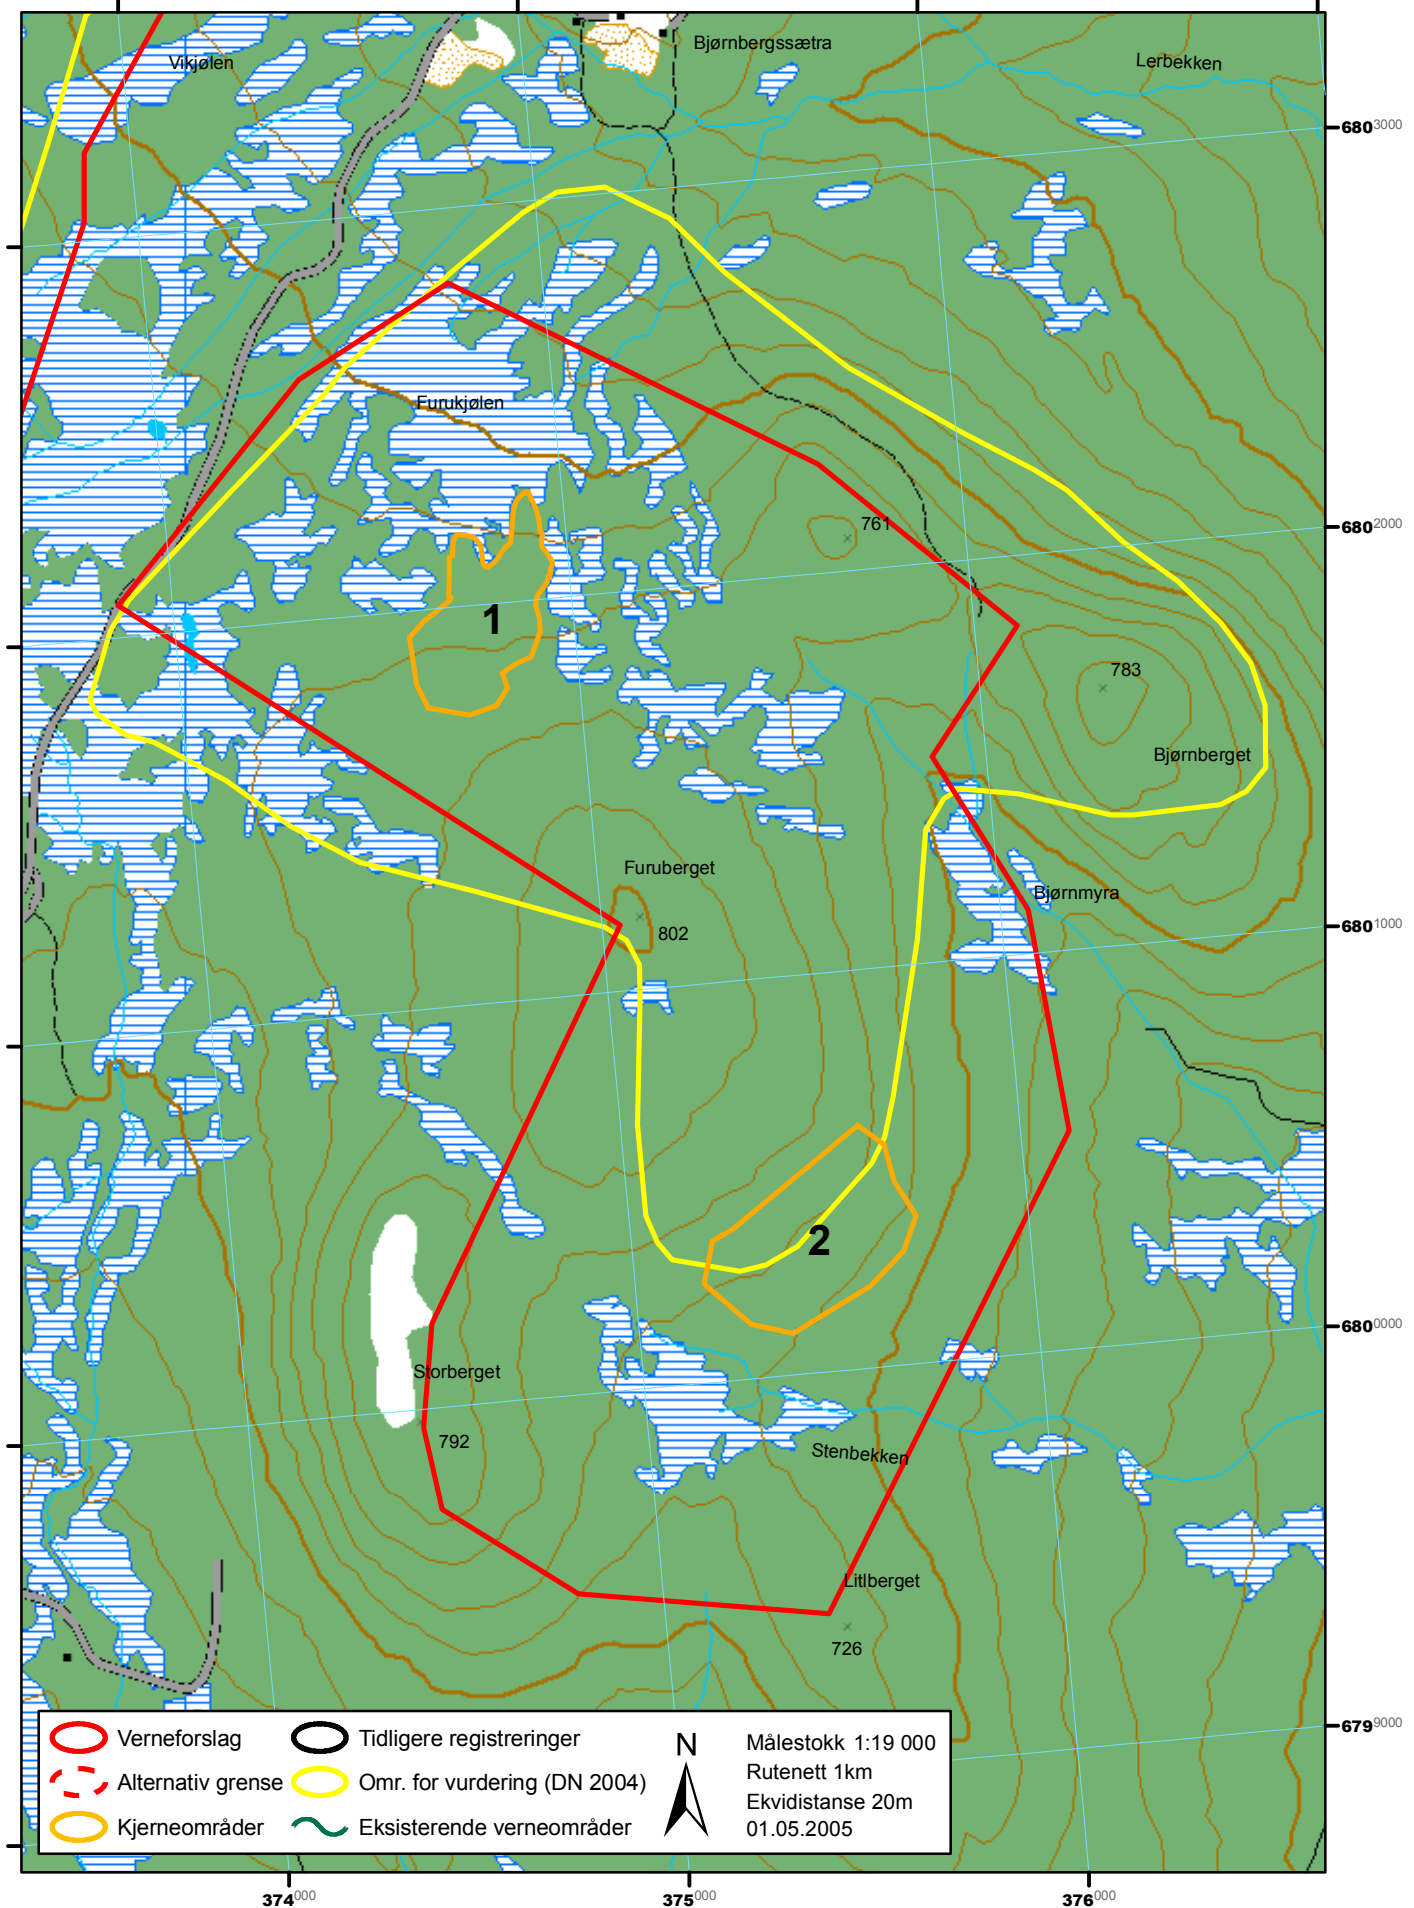 Bjørnbergssætra
Vikjølen
Lerbekken
6803000
Furukjølen
761
6802000
1
783
Bjørnberget
Furuberget
Bjørnmyra
802
6801000
2
6800000
Storberget
792
Stenbekken
Litlberget
726
6799000
Verneforslag
Alternativ grense
Kjerneområder
Tidligere registreringer
Omr. for vurdering (DN 2004)
Eksisterende verneområder
N
Målestokk 1:19 000
Rutenett 1km
Ekvidistanse 20m
01.05.2005
374000
375000
376000